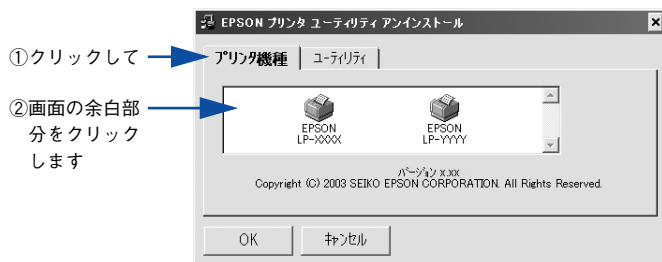 EPSON プリンタ ユーティリティ アンインストール
①クリックして
プリンタ機種
ユーティリティ
②画面の余白部
分をクリック
します
EPSON
LP-XXXX
EPSON
LP-YYYY
バージョン x.xx
Copyright (C) 2003 SEIKO EPSON CORPORATION. All Rights Reserved.
OK
キャンセル